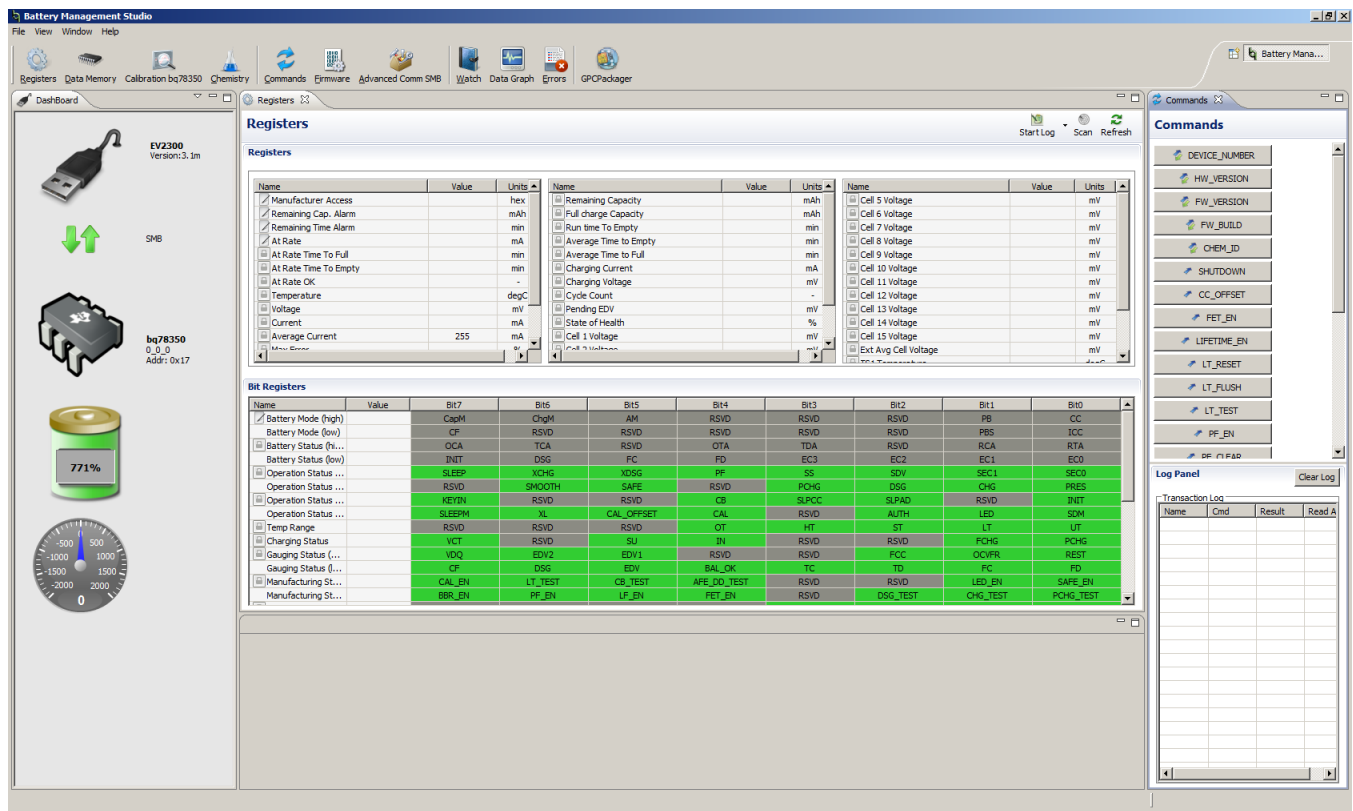 Battery Management Studio
File View Window Help
Registers Data Memory Calibration bq78350 Chemistry Commands Firmware Advanced Comm SMB Watch Data Graph Errors GPCPackager
Battery Mana...
DashBoard
EV2300
Version:3.1m
SMB
bq78350
0_0_0
Addr: 0x17
771%
-500 500
-1000 1000
-1500 1500
-2000 2000
0
Registers
Registers
Start Log Scan Refresh
Registers
Name Value Units
Manufacturer Access hex
Remaining Cap. Alarm mAh
Remaining Time Alarm min
At Rate mA
At Rate Time To Full min
At Rate Time To Empty min
At Rate OK -
Temperature degC
Voltage mV
Current mA
Average Current 255 mA
Max Error %
Name Value Units
Remaining Capacity mAh
Full charge Capacity mAh
Run time To Empty min
Average Time to Empty min
Average Time to Full min
Charging Current mA
Charging Voltage mV
Cycle Count -
Pending EDV mV
State of Health %
Cell 1 Voltage mV
Cell 2 Voltage mV
Name Value Units
Cell 5 Voltage mV
Cell 6 Voltage mV
Cell 7 Voltage mV
Cell 8 Voltage mV
Cell 9 Voltage mV
Cell 10 Voltage mV
Cell 11 Voltage mV
Cell 12 Voltage mV
Cell 13 Voltage mV
Cell 14 Voltage mV
Cell 15 Voltage mV
Ext Avg Cell Voltage mV
TS1 Temperature degC
Bit Registers
Name Value Bit7 Bit6 Bit5 Bit4 Bit3 Bit2 Bit1 Bit0
Battery Mode (high) CapM ChgM AM RSVD RSVD RSVD PB CC
Battery Mode (low) CF RSVD RSVD RSVD RSVD RSVD PBS ICC
Battery Status (hi... OCA TCA RSVD OTA TDA RSVD RCA RTA
Battery Status (low) INIT DSG FC FD EC3 EC2 EC1 EC0
Operation Status ... SLEEP XCHG XDSG PF SS SDV SEC1 SEC0
Operation Status ... RSVD SMOOTH SAFE RSVD PCHG DSG CHG PRES
Operation Status ... KEYIN RSVD RSVD CB SLPCC SLPAD RSVD INIT
Operation Status ... SLEEPM XL CAL_OFFSET CAL RSVD AUTH LED SDM
Temp Range RSVD RSVD RSVD OT HT ST LT UT
Charging Status VCT RSVD SU IN RSVD RSVD FCHG PCHG
Gauging Status (... VDQ EDV2 EDV1 RSVD RSVD FCC OCVFR REST
Gauging Status (l... CF DSG EDV BAL_OK TC TD FC FD
Manufacturing St... CAL_EN LT_TEST CB_TEST AFE_DD_TEST RSVD RSVD LED_EN SAFE_EN
Manufacturing St... BBR_EN PF_EN LF_EN FET_EN RSVD DSG_TEST CHG_TEST PCHG_TEST
Commands
Commands
DEVICE_NUMBER
HW_VERSION
FW_VERSION
FW_BUILD
CHEM_ID
SHUTDOWN
CC_OFFSET
FET_EN
LIFETIME_EN
LT_RESET
LT_FLUSH
LT_TEST
PF_EN
PF_CLEAR
Log Panel Clear Log
Transaction Log
Name Cmd Result Read A